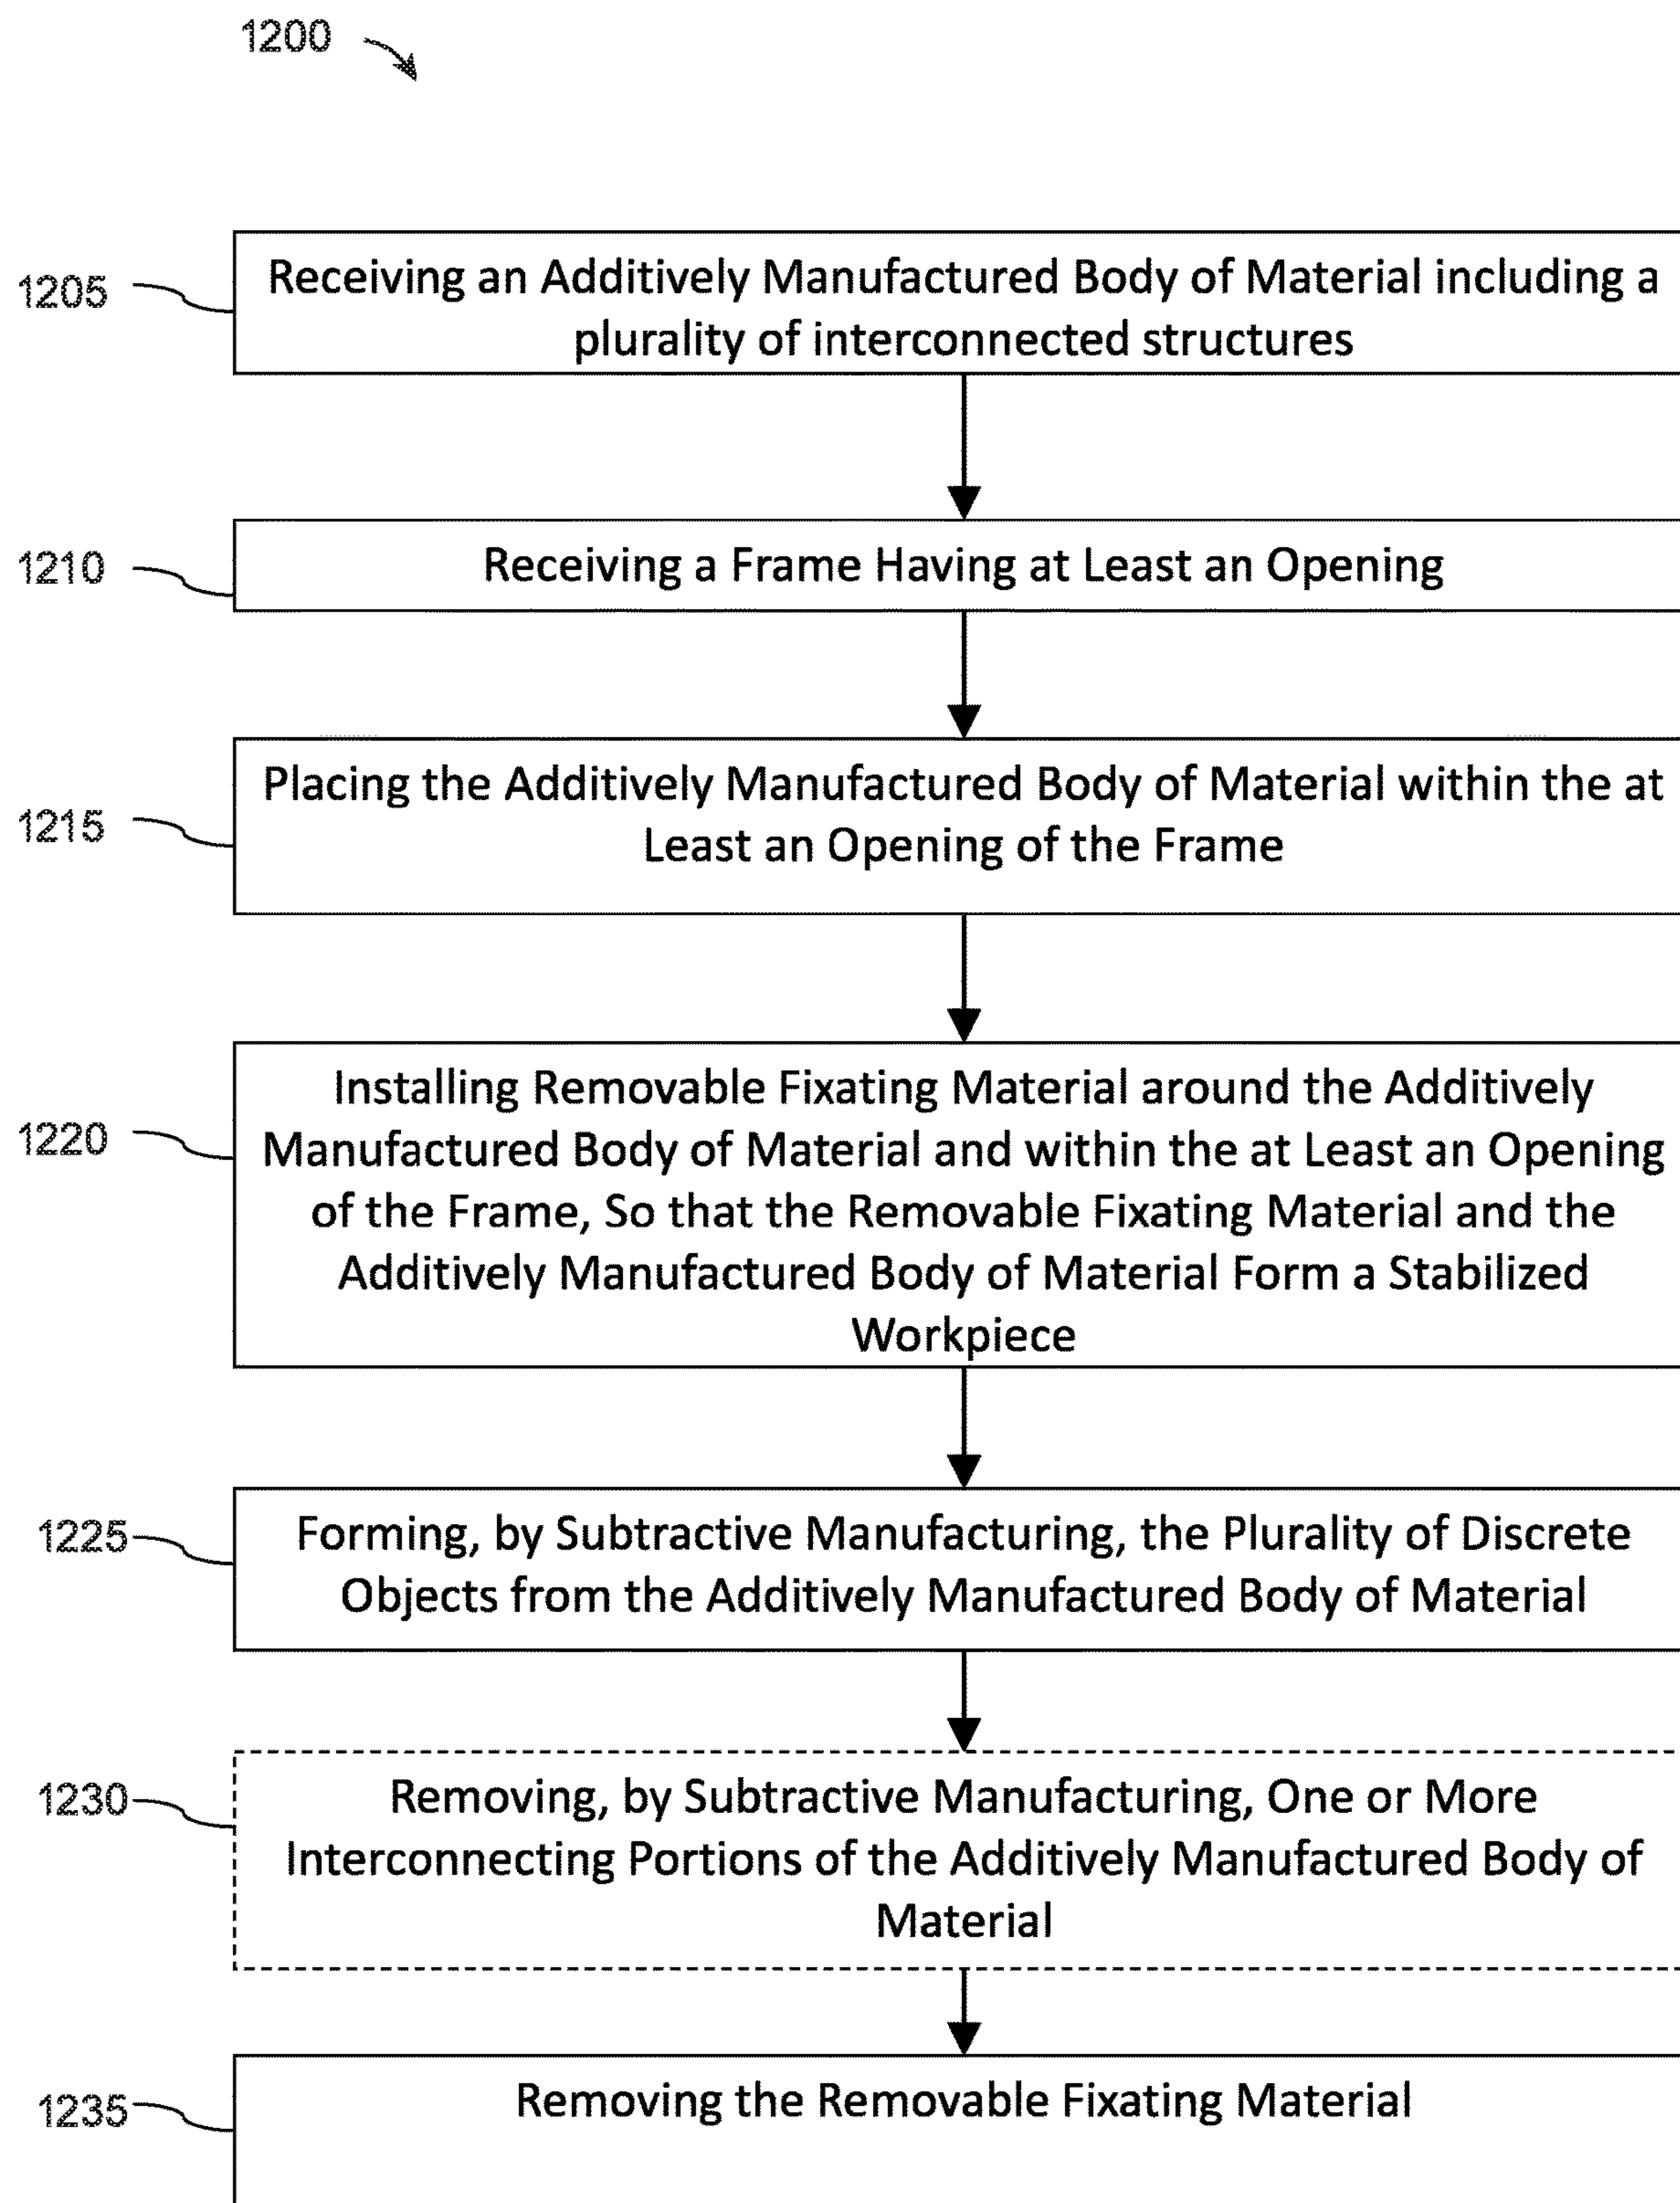 1200
1205
Receiving an Additively Manufactured Body of Material including a
plurality of interconnected structures
1210
Receiving a Frame Having at Least an Opening
1215
Placing the Additively Manufactured Body of Material within the at
Least an Opening of the Frame
1220
Installing Removable Fixating Material around the Additively
Manufactured Body of Material and within the at Least an Opening
of the Frame, So that the Removable Fixating Material and the
Additively Manufactured Body of Material Form a Stabilized
Workpiece
1225
Forming, by Subtractive Manufacturing, the Plurality of Discrete
Objects from the Additively Manufactured Body of Material
1230
Removing, by Subtractive Manufacturing, One or More
Interconnecting Portions of the Additively Manufactured Body of
Material
1235
Removing the Removable Fixating Material